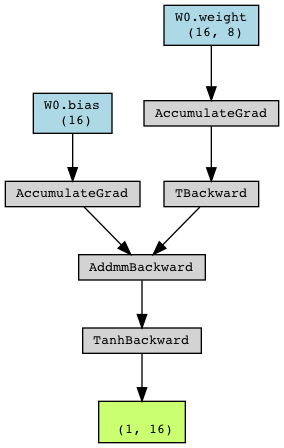 W0.weight
(16, 8)
W0.bias
(16)
AccumulateGrad
AccumulateGrad
TBackward
AddmmBackward
TanhBackward
(1, 16)